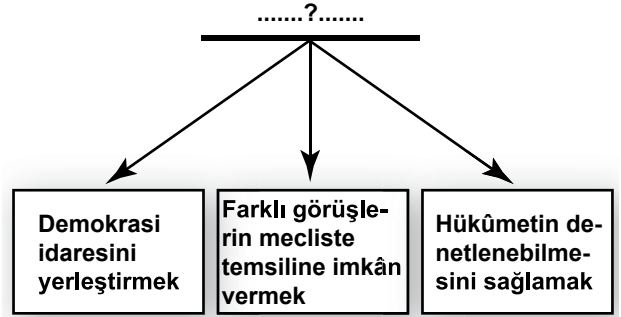 .......?.......
Demokrasi
idaresini
yerleştirmek
Farklı görüşle-
rin mecliste
temsiline imkân
vermek
Hükûmetin de-
netlenebilme-
sini sağlamak